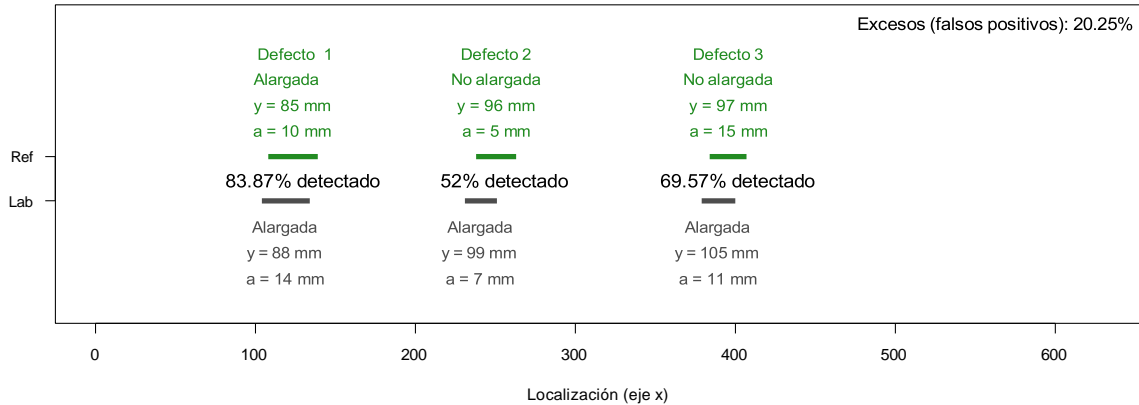 Excesos (falsos positivos): 20.25%
Defecto 1
Alargada
y = 85 mm
a = 10 mm
Defecto 2
No alargada
y = 96 mm
a = 5 mm
Defecto 3
No alargada
y = 97 mm
a = 15 mm
Ref
83.87% detectado
52% detectado
69.57% detectado
Lab
Alargada
y = 88 mm
a = 14 mm
Alargada
y = 99 mm
a = 7 mm
Alargada
y = 105 mm
a = 11 mm
0 100 200 300 400 500 600
Localización (eje x)